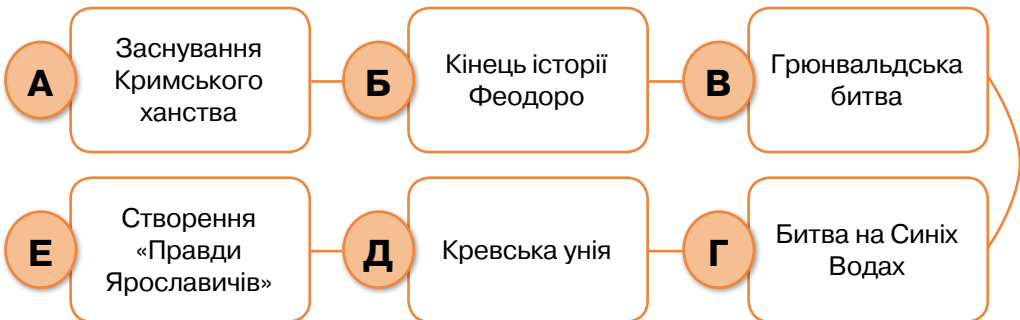 А
Заснування
Кримського
ханства
Б
Кінець історії
Феодоро
В
Грюнвальдська
битва
Е
Створення
«Правди
Ярославичів»
Д
Кревська унія
Г
Битва на Синіх
Водах